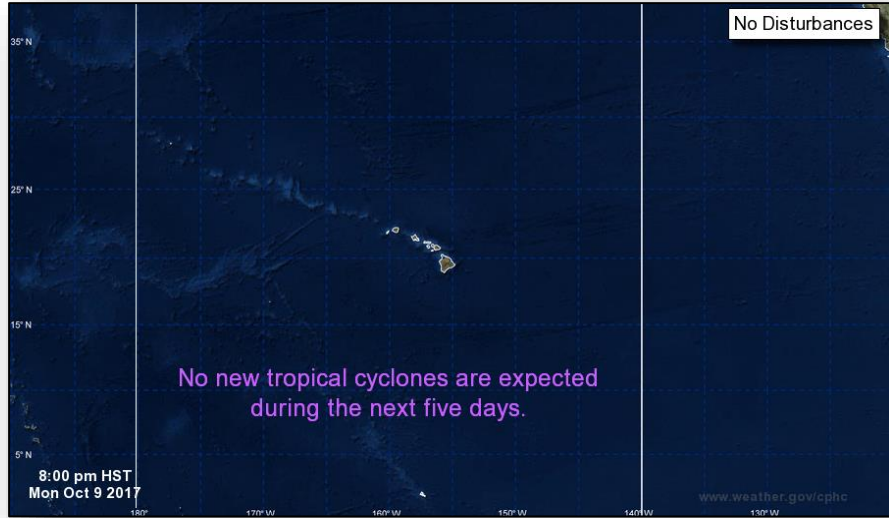 No Disturbances
35° N
25° N
15° N
No new tropical cyclones are expected
during the next five days.
5° N
8:00 pm HST
Mon Oct 9 2017
www.weather.gov/cphc
180°
170° W
160° W
150° W
140° W
130° W